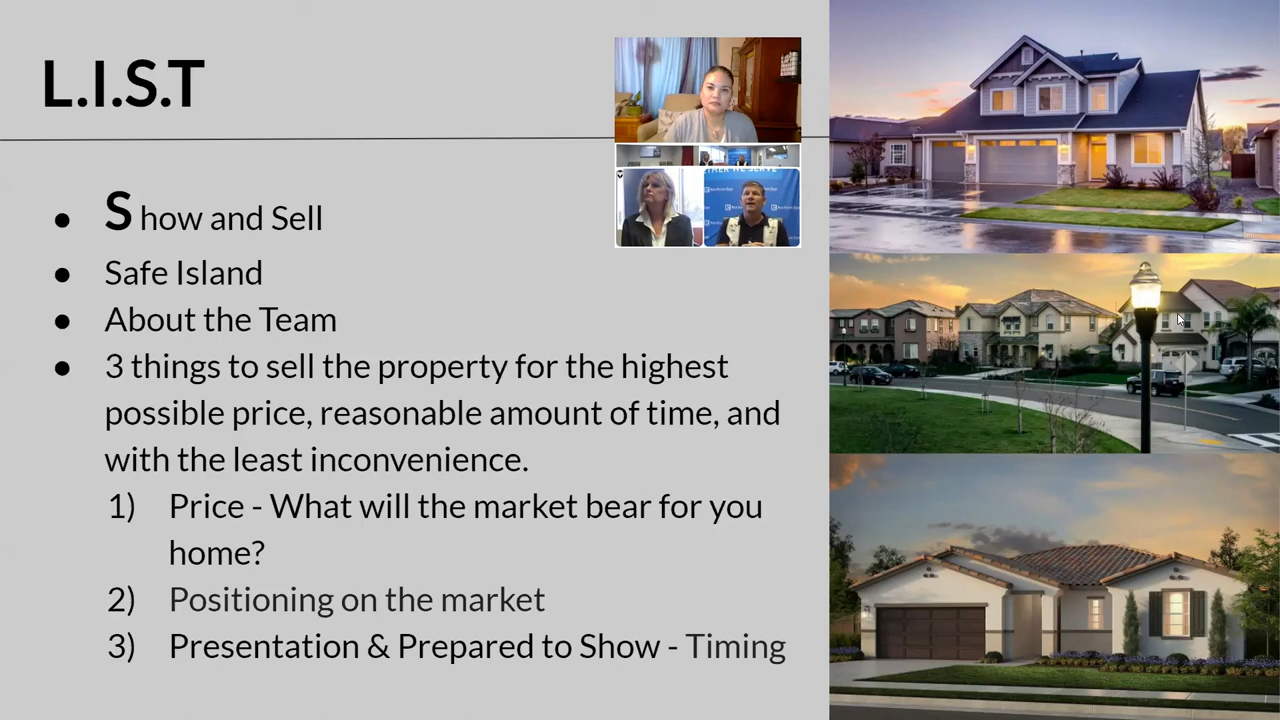 L.I.S.T
● S how and Sell
● Safe Island
● About the Team
● 3 things to sell the property for the highest
possible price, reasonable amount of time, and
with the least inconvenience.
1) Price - What will the market bear for you
home?
2) Positioning on the market
3) Presentation & Prepared to Show - Timing